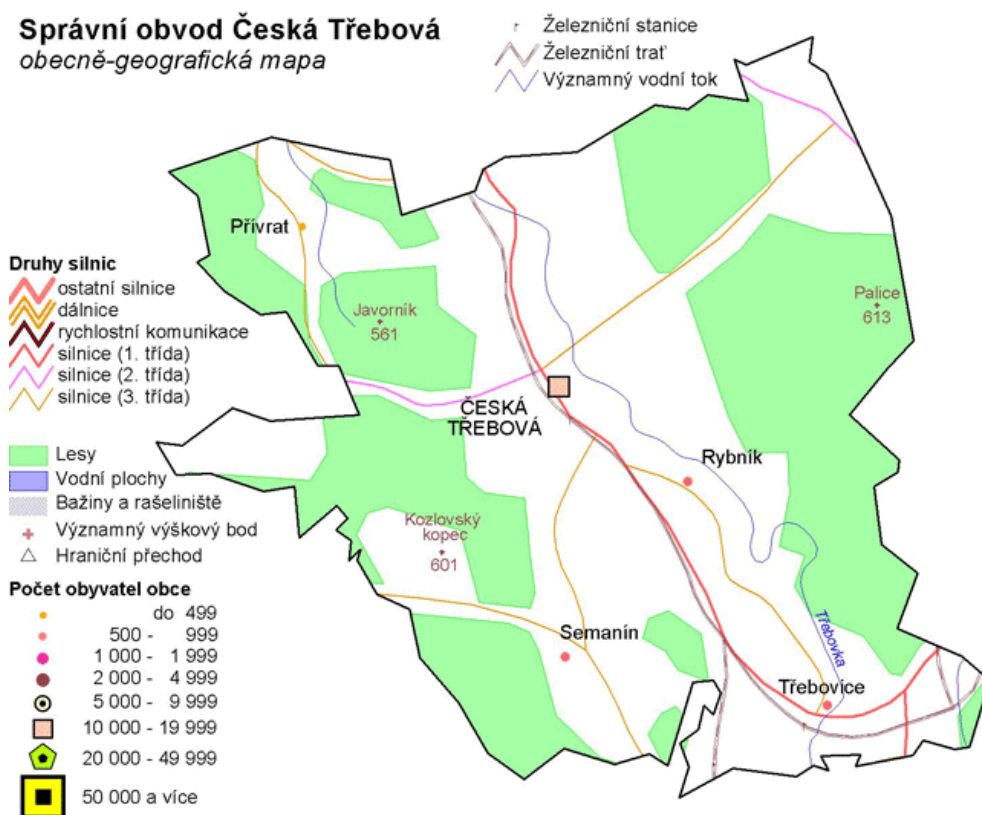 Správní obvod Česká Třebová
obecně-geografická mapa
Železniční stanice
Železniční trať
Významný vodní tok
Přívrat
Druhy silnic
ostatní silnice
dálnice
rychlostní komunikace
silnice (1. třída)
silnice (2. třída)
silnice (3. třída)
Javorník
561
Palice
613
ČESKÁ
TŘEBOVÁ
Rybník
Lesy
Vodní plochy
Bažiny a rašeliniště
Významný výškový bod
Hraniční přechod
Kozlovský
kopec
601
Počet obyvatel obce
do 499
500 - 999
1 000 - 1 999
2 000 - 4 999
5 000 - 9 999
10 000 - 19 999
20 000 - 49 999
50 000 a více
Semanín
Třebovka
Třebovice